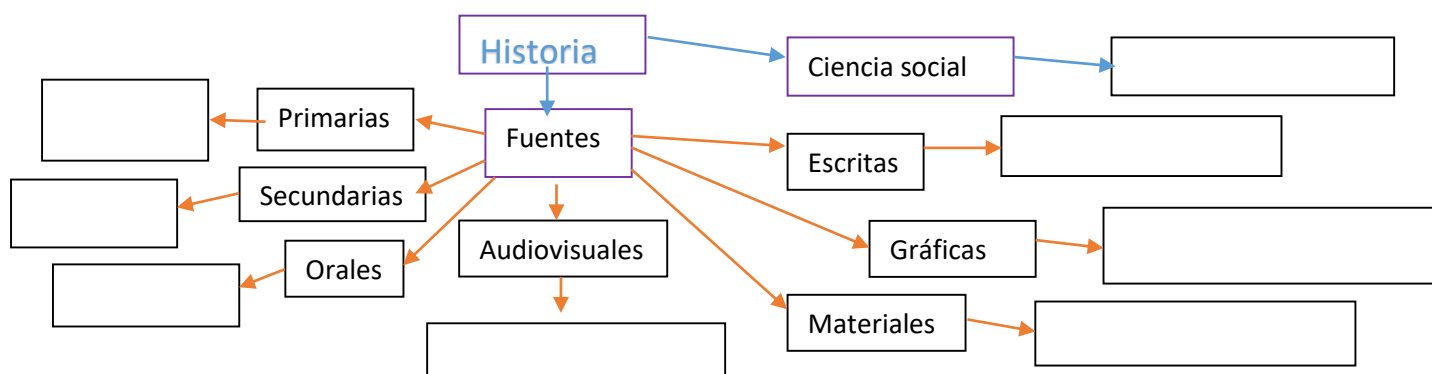 Historia
Ciencia social
Primarias
Fuentes
Escritas
Secundarias
Audiovisuales
Gráficas
Orales
Materiales